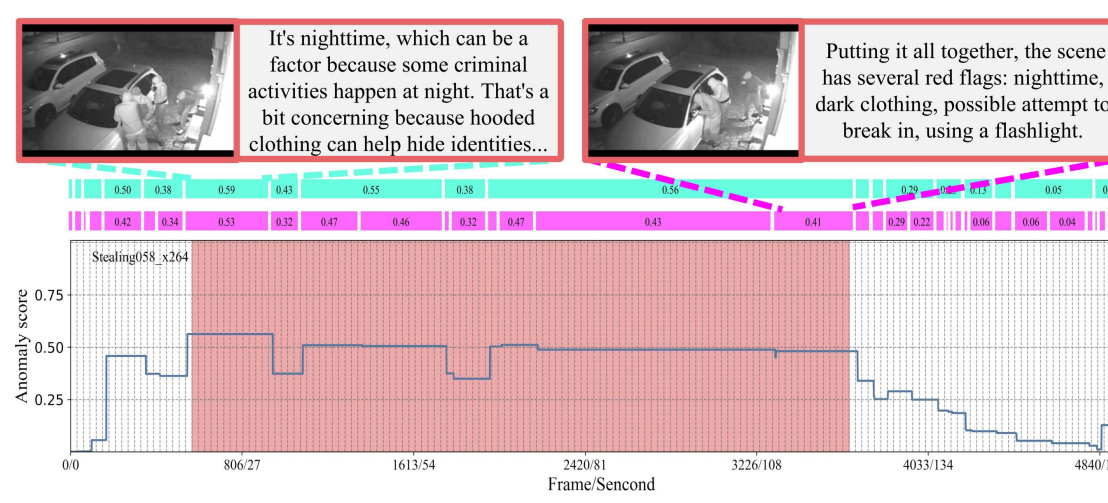 It's nighttime, which can be a
factor because some criminal
activities happen at night. That's a
bit concerning because hooded
clothing can help hide identities...
Putting it all together, the scene
has several red flags: nighttime,
dark clothing, possible attempt to
break in, using a flashlight.
0.50 0.38 0.59 0.43 0.55 0.38 0.56 0.29 0.13 0.05
0.42 0.34 0.53 0.32 0.47 0.46 0.32 0.47 0.43 0.41 0.29 0.22 0.06 0.06 0.04
Stealing058_x264
Anomaly score
0.75
0.50
0.25
0/0 806/27 1613/54 2420/81 3226/108 4033/134
Frame/Sencond